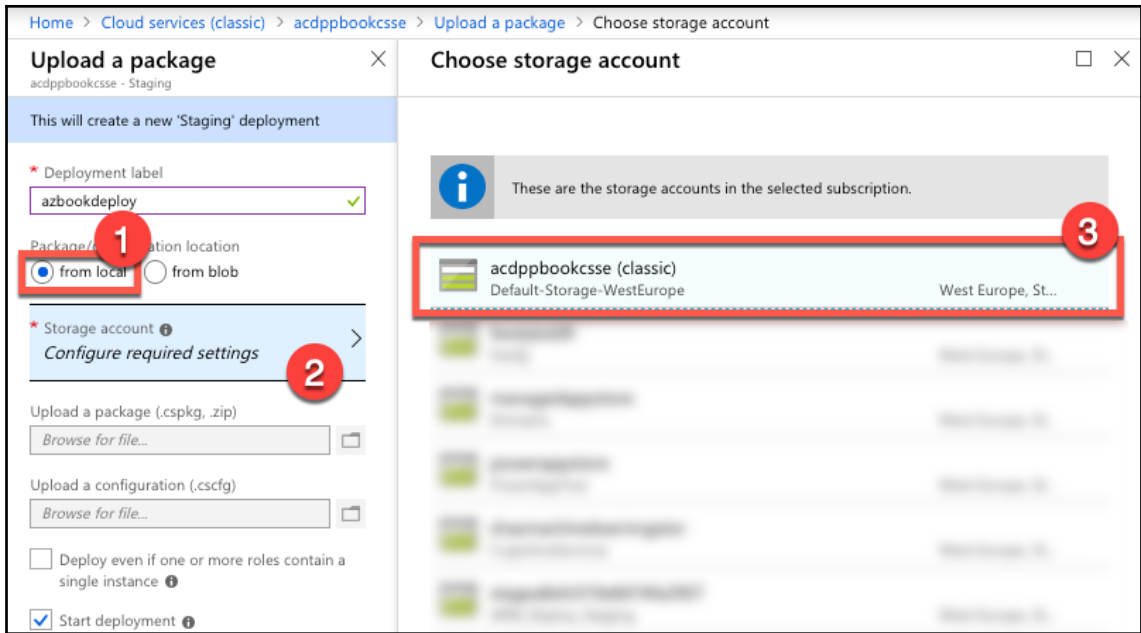 Home > Cloud services (classic) > acdppbookcsse > Upload a package > Choose storage account
Upload a package
acdppbookcsse - Staging
This will create a new 'Staging' deployment
* Deployment label
azbookdeploy
Package/ ation location
1
from local from blob
* Storage account
Configure required settings
2
Upload a package (.cspkg, .zip)
Browse for file...
Upload a configuration (.cscfg)
Browse for file...
Deploy even if one or more roles contain a
single instance
Start deployment
Choose storage account
These are the storage accounts in the selected subscription.
3
acdppbookcsse (classic)
Default-Storage-WestEurope West Europe, St...